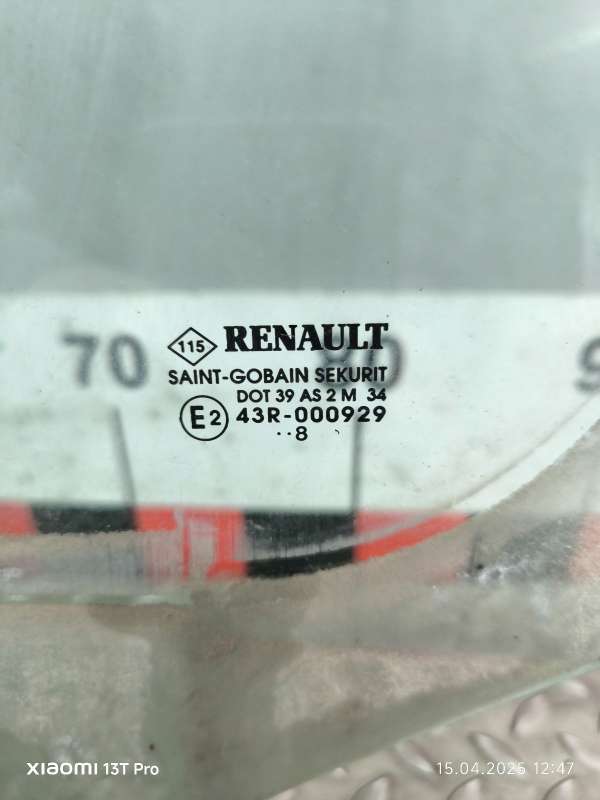 115 RENAULT
70 80 9
SAINT-GOBAIN SEKURIT
DOT 39 AS 2 M 34
E2 43R-000929
..8
XIAOMI 13T Pro 15.04.2025 12:47